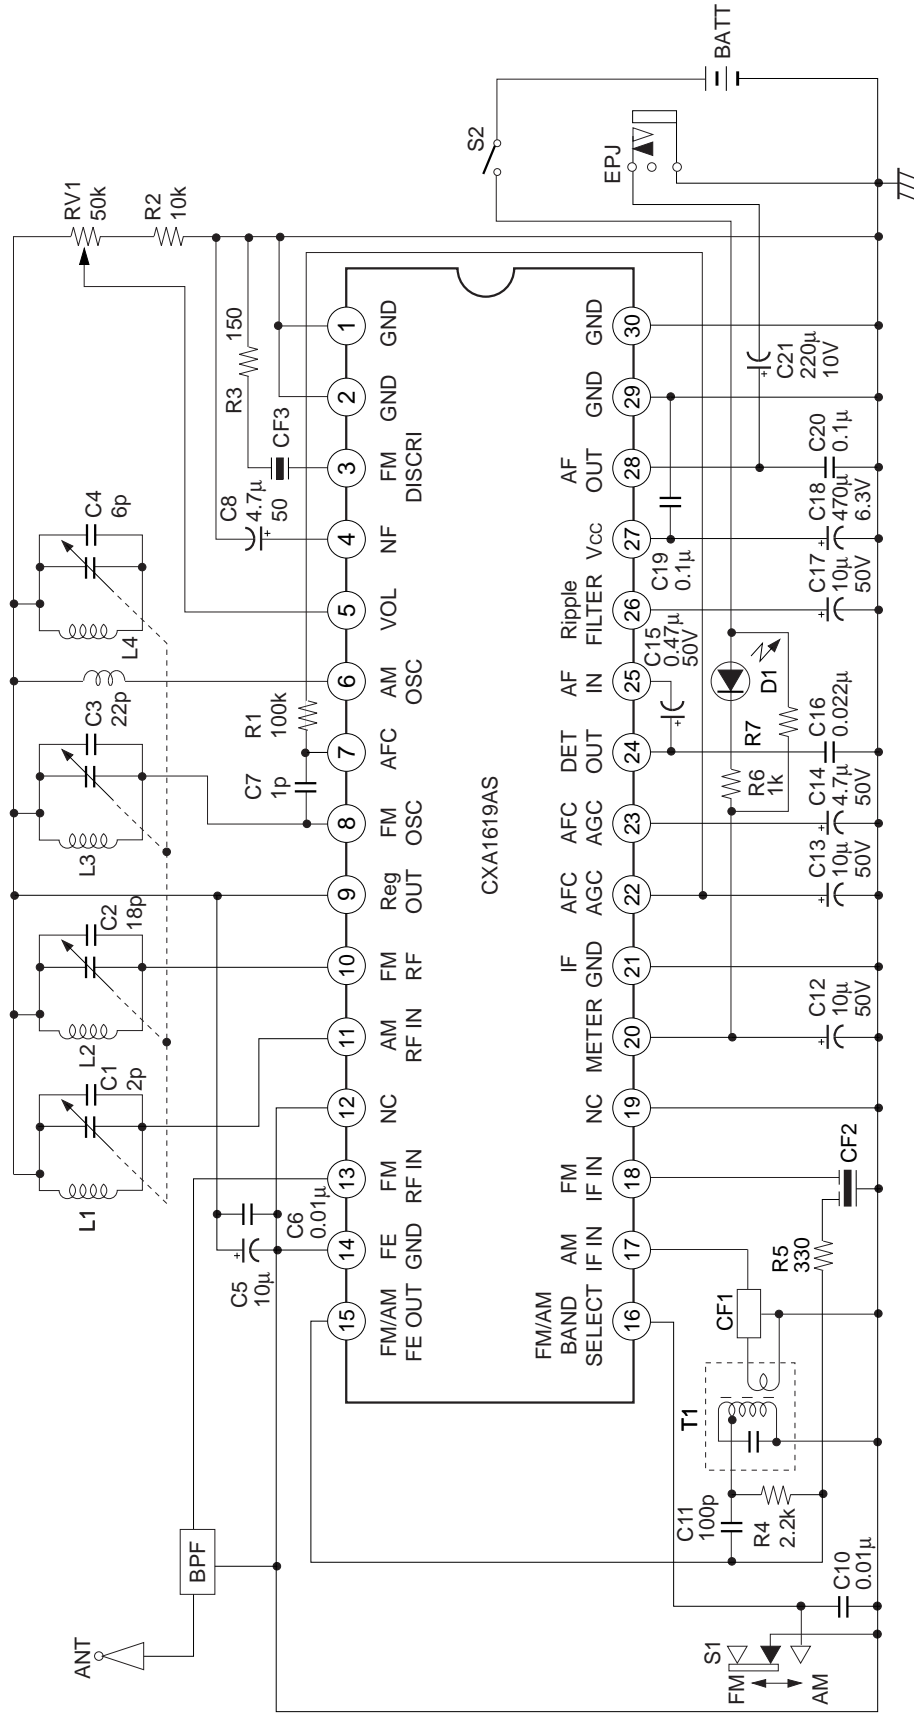 ANT
BPF
L1
C1
2p
L2
C2
18p
L3
C3
22p
L4
C4
6p
RV1
50k
R2
10k
C5
10μ
C6
0.01μ
C7
1p
R1
100k
C8
4.7μ
50
CF3
R3
150
15
14
13
12
11
10
9
8
7
6
5
4
3
2
1
FM/AM
FE OUT
FE
GND
FM
RF IN
NC
AM
RF IN
FM
RF
Reg
OUT
FM
OSC
AFC
AM
OSC
VOL
NF
FM
DISCRI
GND
GND
CXA1619AS
FM/AM
BAND
SELECT
AM
IF IN
FM
IF IN
NC
METER
IF
GND
AFC
AGC
AFC
AGC
DET
OUT
AF
IN
Ripple
FILTER
VCC
AF
OUT
GND
GND
16
17
18
19
20
21
22
23
24
25
26
27
28
29
30
S1
FM
AM
C10
0.01μ
C11
100p
R4
2.2k
T1
CF1
R5
330
CF2
C12
10μ
50V
C13
10μ
50V
C14
4.7μ
50V
R6
1k
R7
D1
C16
0.022μ
C15
0.47μ
50V
C17
10μ
50V
C18
470μ
6.3V
C19
0.1μ
C20
0.1μ
C21
220μ
10V
EPJ
S2
BATT